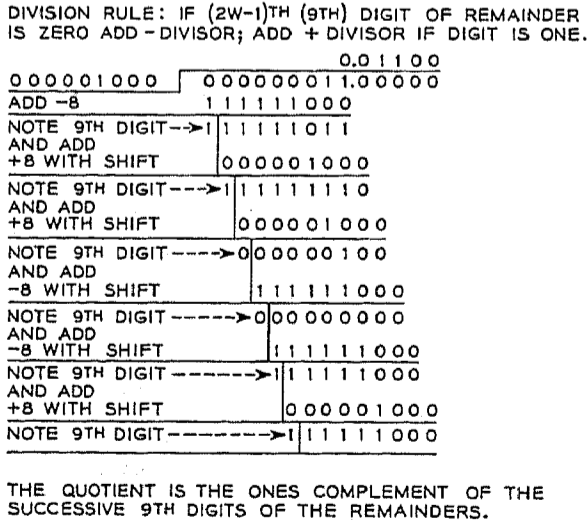 DIVISION RULE: IF (2W-1)TH (9TH) DIGIT OF REMAINDER
IS ZERO ADD -DIVISOR; ADD + DIVISOR IF DIGIT IS ONE.
0.01100
000001000 000000011.00000
ADD -8 111111000
NOTE 9TH DIGIT-->1 11111011
AND ADD
+8 WITH SHIFT 000001000
NOTE 9TH DIGIT--->1 11111110
AND ADD
+8 WITH SHIFT 000001000
NOTE 9TH DIGIT---->0 00000100
AND ADD
-8 WITH SHIFT 111111000
NOTE 9TH DIGIT----->0 00000000
AND ADD
-8 WITH SHIFT 111111000
NOTE 9TH DIGIT------>1 11111000
AND ADD
+8 WITH SHIFT 000001000
NOTE 9TH DIGIT-------->1 11111000
THE QUOTIENT IS THE ONES COMPLEMENT OF THE
SUCCESSIVE 9TH DIGITS OF THE REMAINDERS.